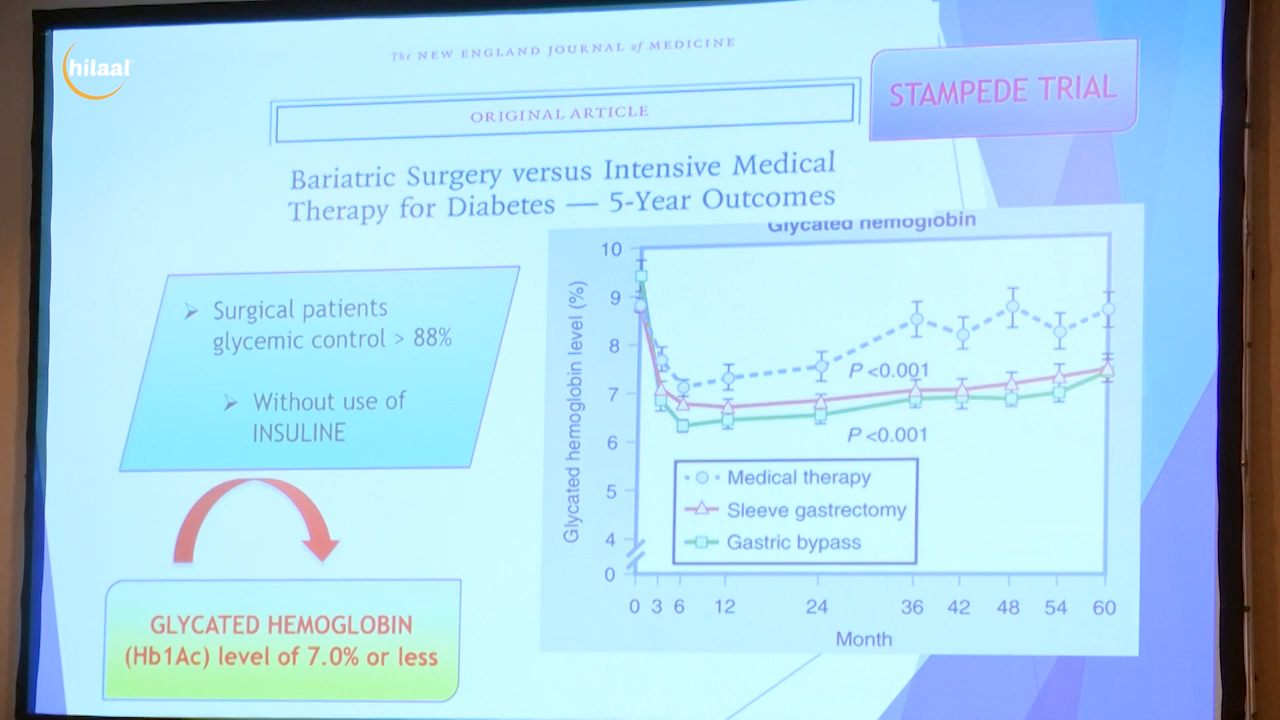 hilaal
The NEW ENGLAND JOURNAL of MEDICINE
STAMPEDE TRIAL
ORIGINAL ARTICLE
Bariatric Surgery versus Intensive Medical
Therapy for Diabetes — 5-Year Outcomes
➢ Surgical patients
glycemic control > 88%
➢ Without use of
INSULINE
GLYCATED HEMOGLOBIN
(Hb1Ac) level of 7.0% or less
Glycated hemoglobin
Glycated hemoglobin level (%)
10
9
8
7
6
5
4
0
P <0.001
P <0.001
Medical therapy
Sleeve gastrectomy
Gastric bypass
0 3 6 12 24 36 42 48 54 60
Month